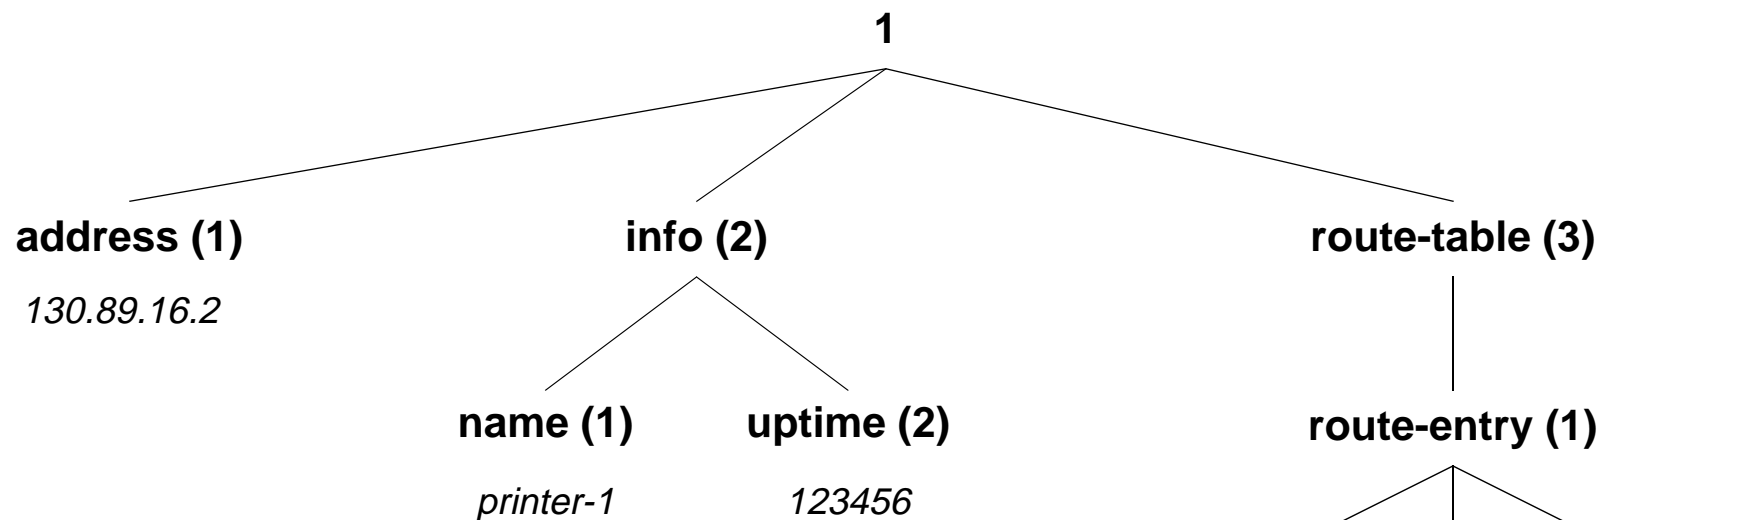 1
address (1)
info (2)
route-table (3)
130.89.16.2
name (1)
uptime (2)
route-entry (1)
printer-1
123456